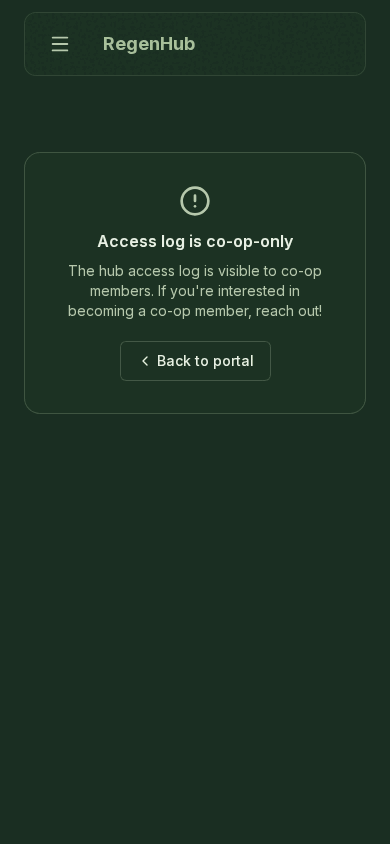 RegenHub
Access log is co-op-only
The hub access log is visible to co-op
members. If you're interested in
becoming a co-op member, reach out!
Back to portal